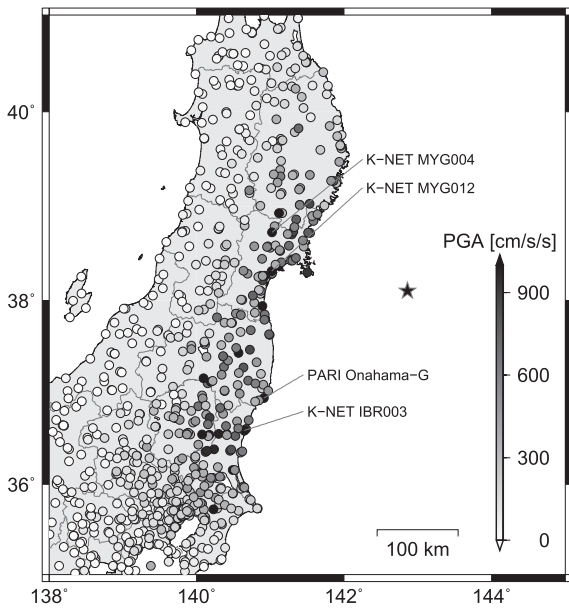 40°
38°
36°
138°
140°
142°
144°
K−NET MYG004
K−NET MYG012
PGA [cm/s/s]
900
600
300
0
PARI Onahama−G
K−NET IBR003
100 km